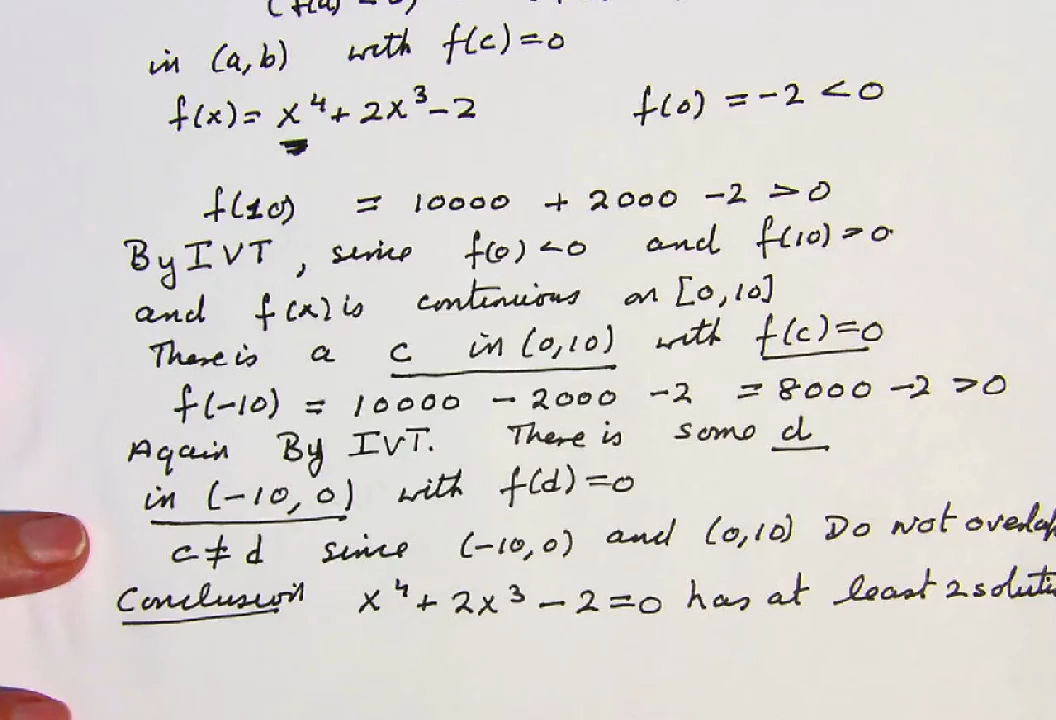 in (a,b) with f(c)=0
f(x)= x⁴+ 2x³-2 f(0) = -2 <0
f(10) = 10000 + 2000 -2 >0
By IVT, since f(0) <0 and f(10) >0
and f(x) is continuious on [0,10]
There is a c in (0,10) with f(c)=0
f(-10) = 10000 - 2000 -2 = 8000 -2 >0
Again By IVT. There is some d
in (-10,0) with f(d)=0
c≠d since (-10,0) and (0,10) Do Not overlap
Conclusion x⁴+2x³-2=0 has at least 2 soluti